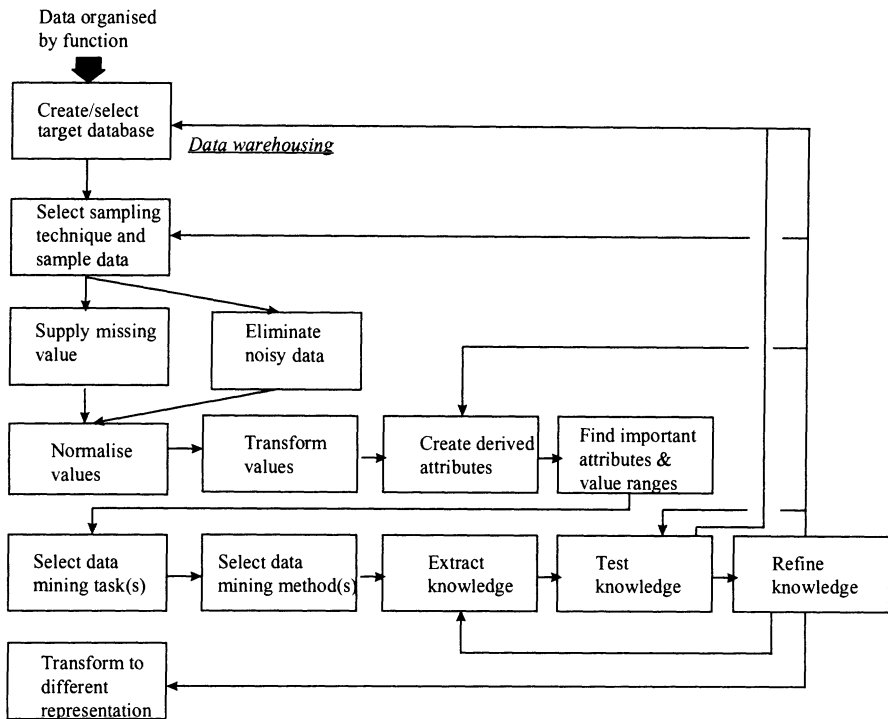 Data organised
by function
Create/select
target database
Data warehousing
Select sampling
technique and
sample data
Supply missing
value
Eliminate
noisy data
Normalise
values
Transform
values
Create derived
attributes
Find important
attributes &
value ranges
Select data
mining task(s)
Select data
mining method(s)
Extract
knowledge
Test
knowledge
Refine
knowledge
Transform to
different
representation